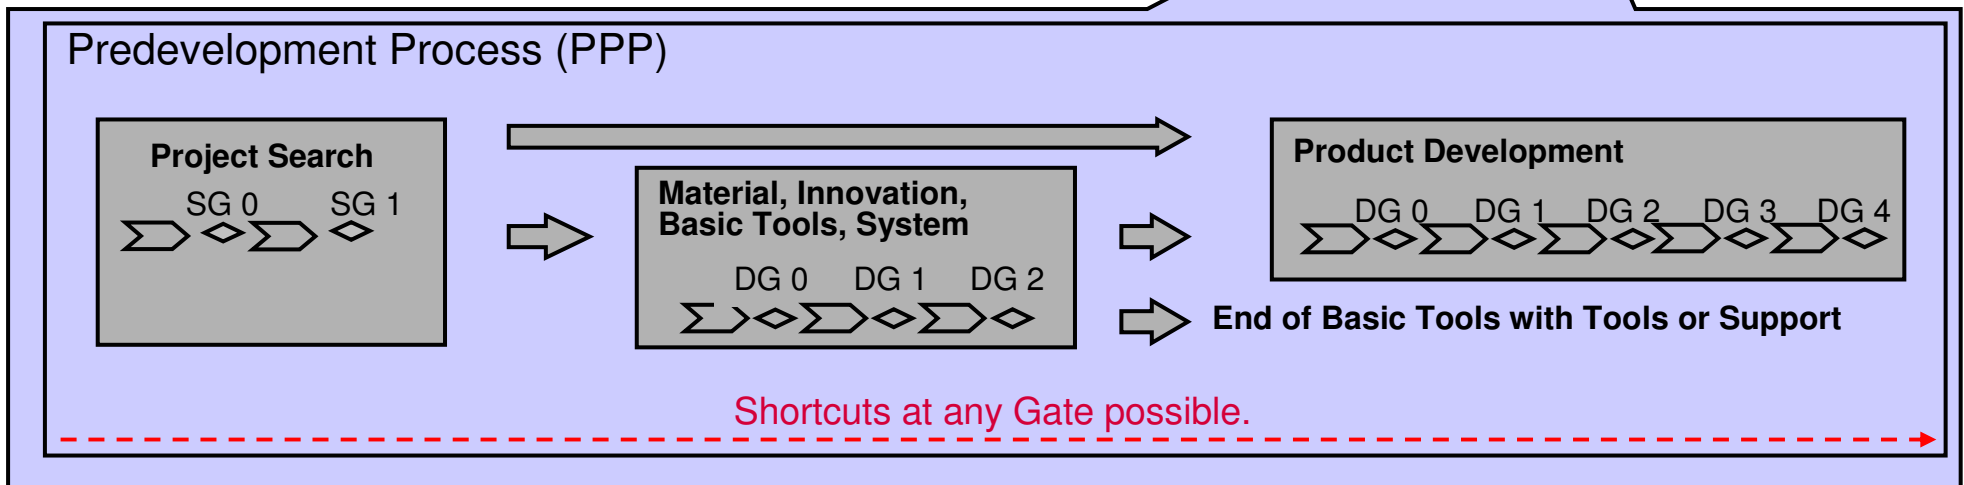 Predevelopment Process (PPP)
Project Search
SG 0 SG 1
Material, Innovation,
Basic Tools, System
DG 0 DG 1 DG 2
Product Development
DG 0 DG 1 DG 2 DG 3 DG 4
End of Basic Tools with Tools or Support
Shortcuts at any Gate possible.